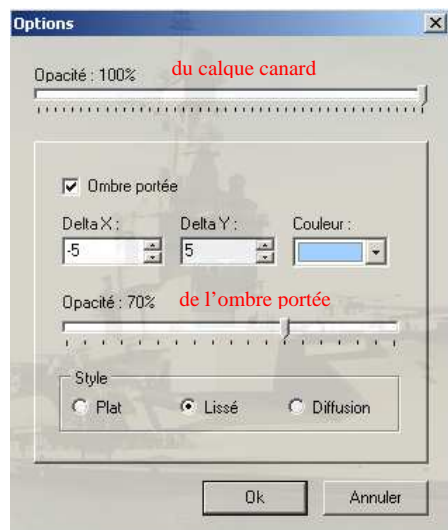 Options
Opacité : 100% du calque canard
Ombre portée
Delta X : Delta Y : Couleur :
-5 5
Opacité : 70% de l'ombre portée
Style
Plat Lissé Diffusion
Ok Annuler